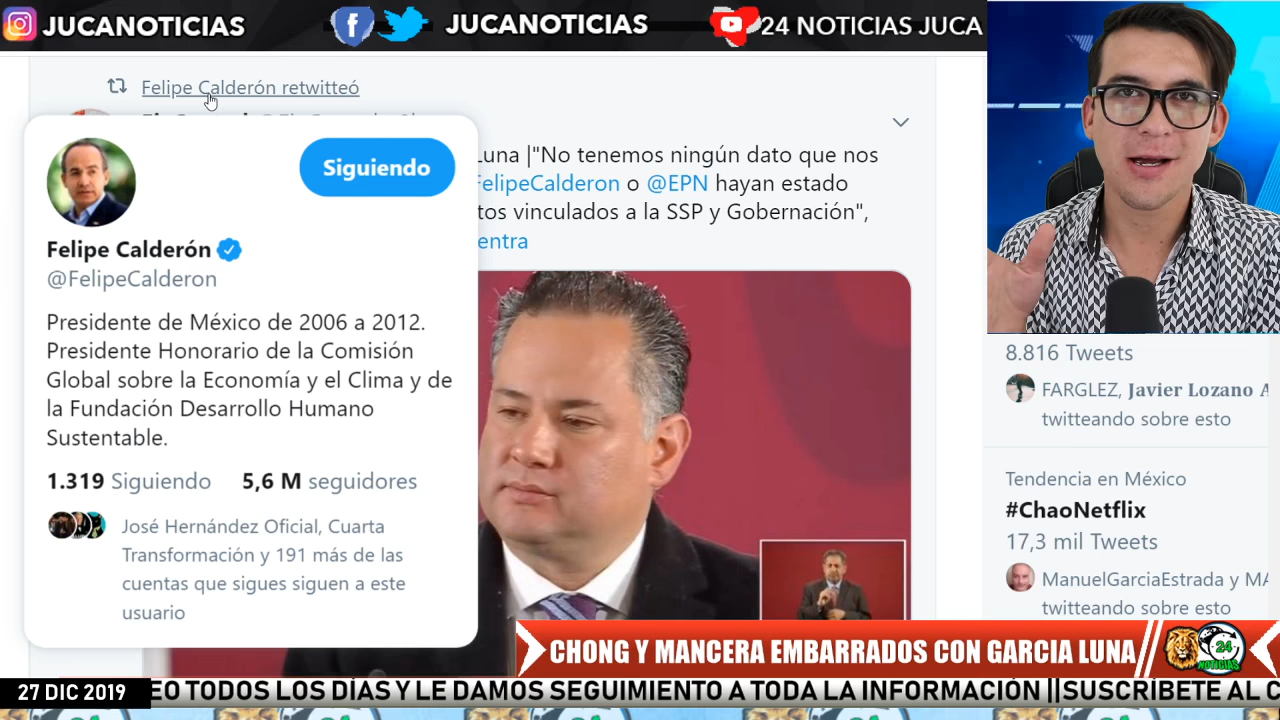 JUCANOTICIAS
JUCANOTICIAS
24 NOTICIAS JUCA
Felipe Calderón retwitteó
Siguiendo
Felipe Calderón
@FelipeCalderon
Presidente de México de 2006 a 2012.
Presidente Honorario de la Comisión
Global sobre la Economía y el Clima y de
la Fundación Desarrollo Humano
Sustentable.
1.319 Siguiendo 5,6 M seguidores
José Hernández Oficial, Cuarta
Transformación y 191 más de las
cuentas que sigues siguen a este
usuario
Luna |"No tenemos ningún dato que nos
FelipeCalderon o @EPN hayan estado
tos vinculados a la SSP y Gobernación",
entra
8.816 Tweets
FARGLEZ, Javier Lozano A
twitteando sobre esto
Tendencia en México
#ChaoNetflix
17,3 mil Tweets
ManuelGarciaEstrada y MA
twitteando sobre esto
CHONG Y MANCERA EMBARRADOS CON GARCIA LUNA
24
NOTICIAS
27 DIC 2019
EO TODOS LOS DÍAS Y LE DAMOS SEGUIMIENTO A TODA LA INFORMACIÓN ||SUSCRÍBETE AL C